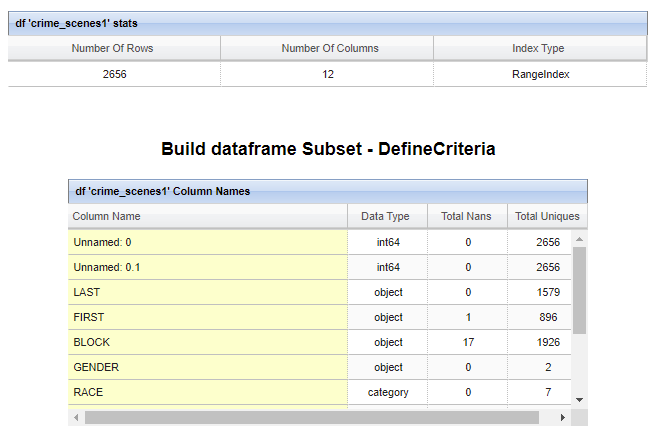 df 'crime_scenes1' stats
Number Of Rows Number Of Columns Index Type
2656 12 RangeIndex
Build dataframe Subset - DefineCriteria
df 'crime_scenes1' Column Names
Column Name Data Type Total Nans Total Uniques
Unnamed: 0 int64 0 2656
Unnamed: 0.1 int64 0 2656
LAST object 0 1579
FIRST object 1 896
BLOCK object 17 1926
GENDER object 0 2
RACE category 0 7